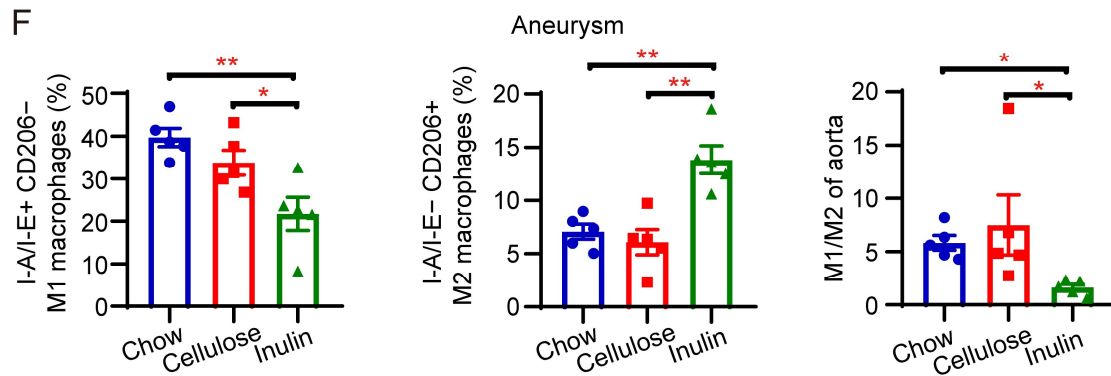 F
Aneurysm
I-A/I-E+ CD206−
M1 macrophages (%)
50
40
30
20
10
0
**
*
Chow
Cellulose
Inulin
I-A/I-E− CD206+
M2 macrophages (%)
20
15
10
5
0
**
**
Chow
Cellulose
Inulin
M1/M2 of aorta
20
15
10
5
0
*
*
Chow
Cellulose
Inulin